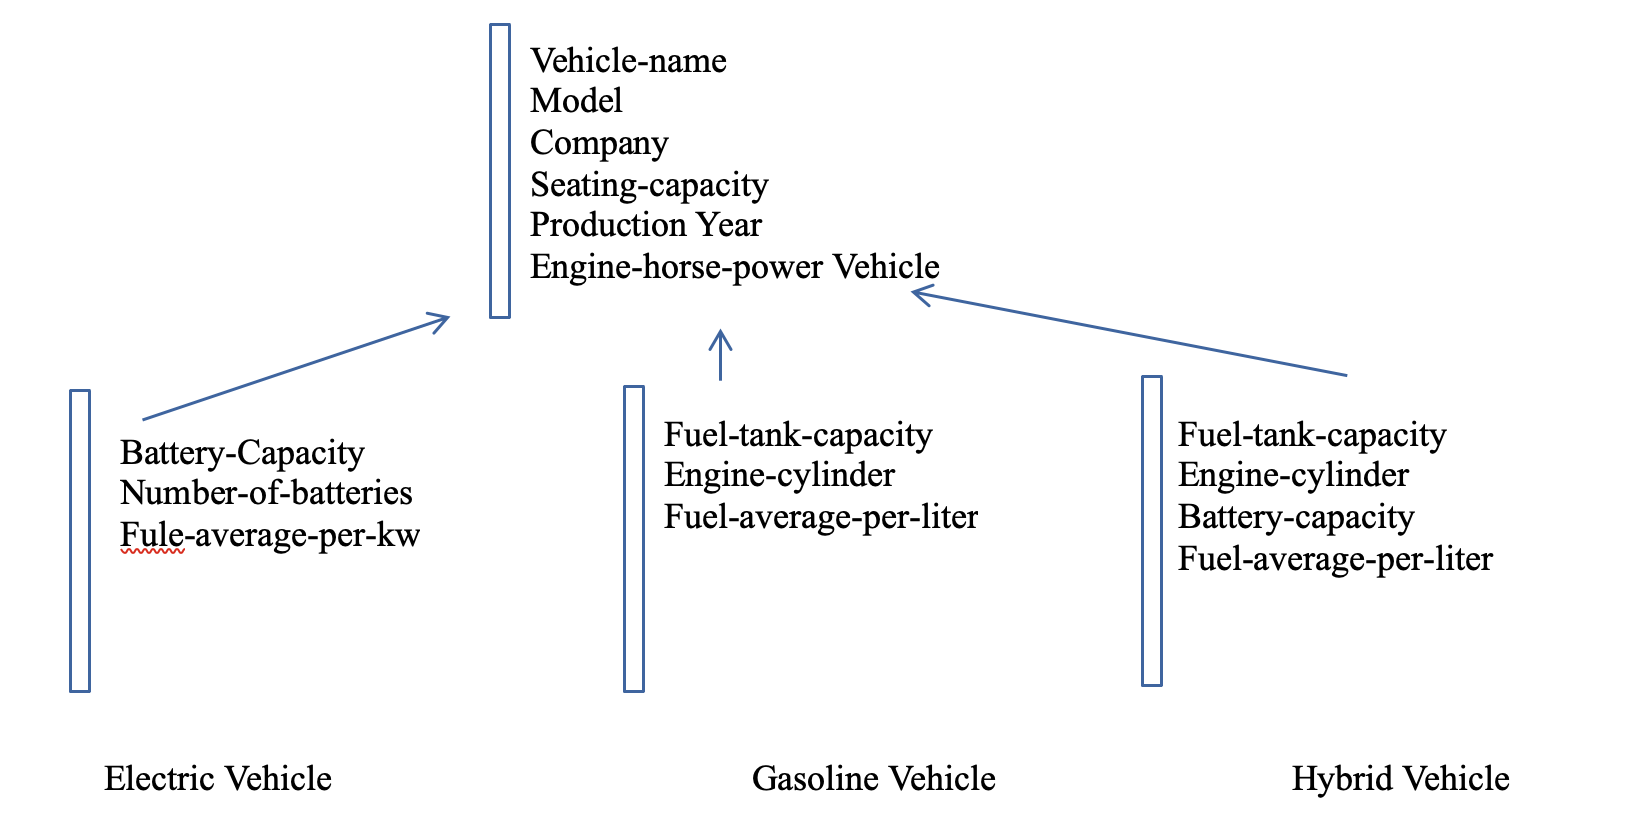 Vehicle-name
Model
Company
Seating-capacity
Production Year
Engine-horse-power Vehicle
Battery-Capacity
Number-of-batteries
Fule-average-per-kw
Fuel-tank-capacity
Engine-cylinder
Fuel-average-per-liter
Fuel-tank-capacity
Engine-cylinder
Battery-capacity
Fuel-average-per-liter
Electric Vehicle
Gasoline Vehicle
Hybrid Vehicle